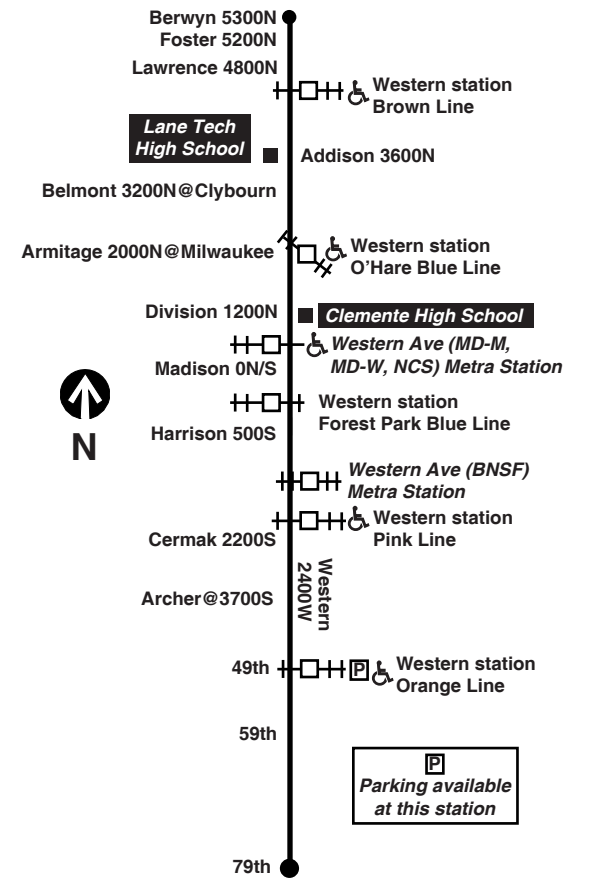 Berwyn 5300N
Foster 5200N
Lawrence 4800N
Western station
Brown Line
Lane Tech
High School
Addison 3600N
Belmont 3200N@Clybourn
Armitage 2000N@Milwaukee
Western station
O'Hare Blue Line
Division 1200N
Clemente High School
Western Ave (MD-M,
MD-W, NCS) Metra Station
Madison 0N/S
Western station
Forest Park Blue Line
N
Harrison 500S
Western Ave (BNSF)
Metra Station
Western station
Pink Line
Cermak 2200S
Western
2400W
Archer@3700S
49th
P
Western station
Orange Line
59th
P
Parking available
at this station
79th